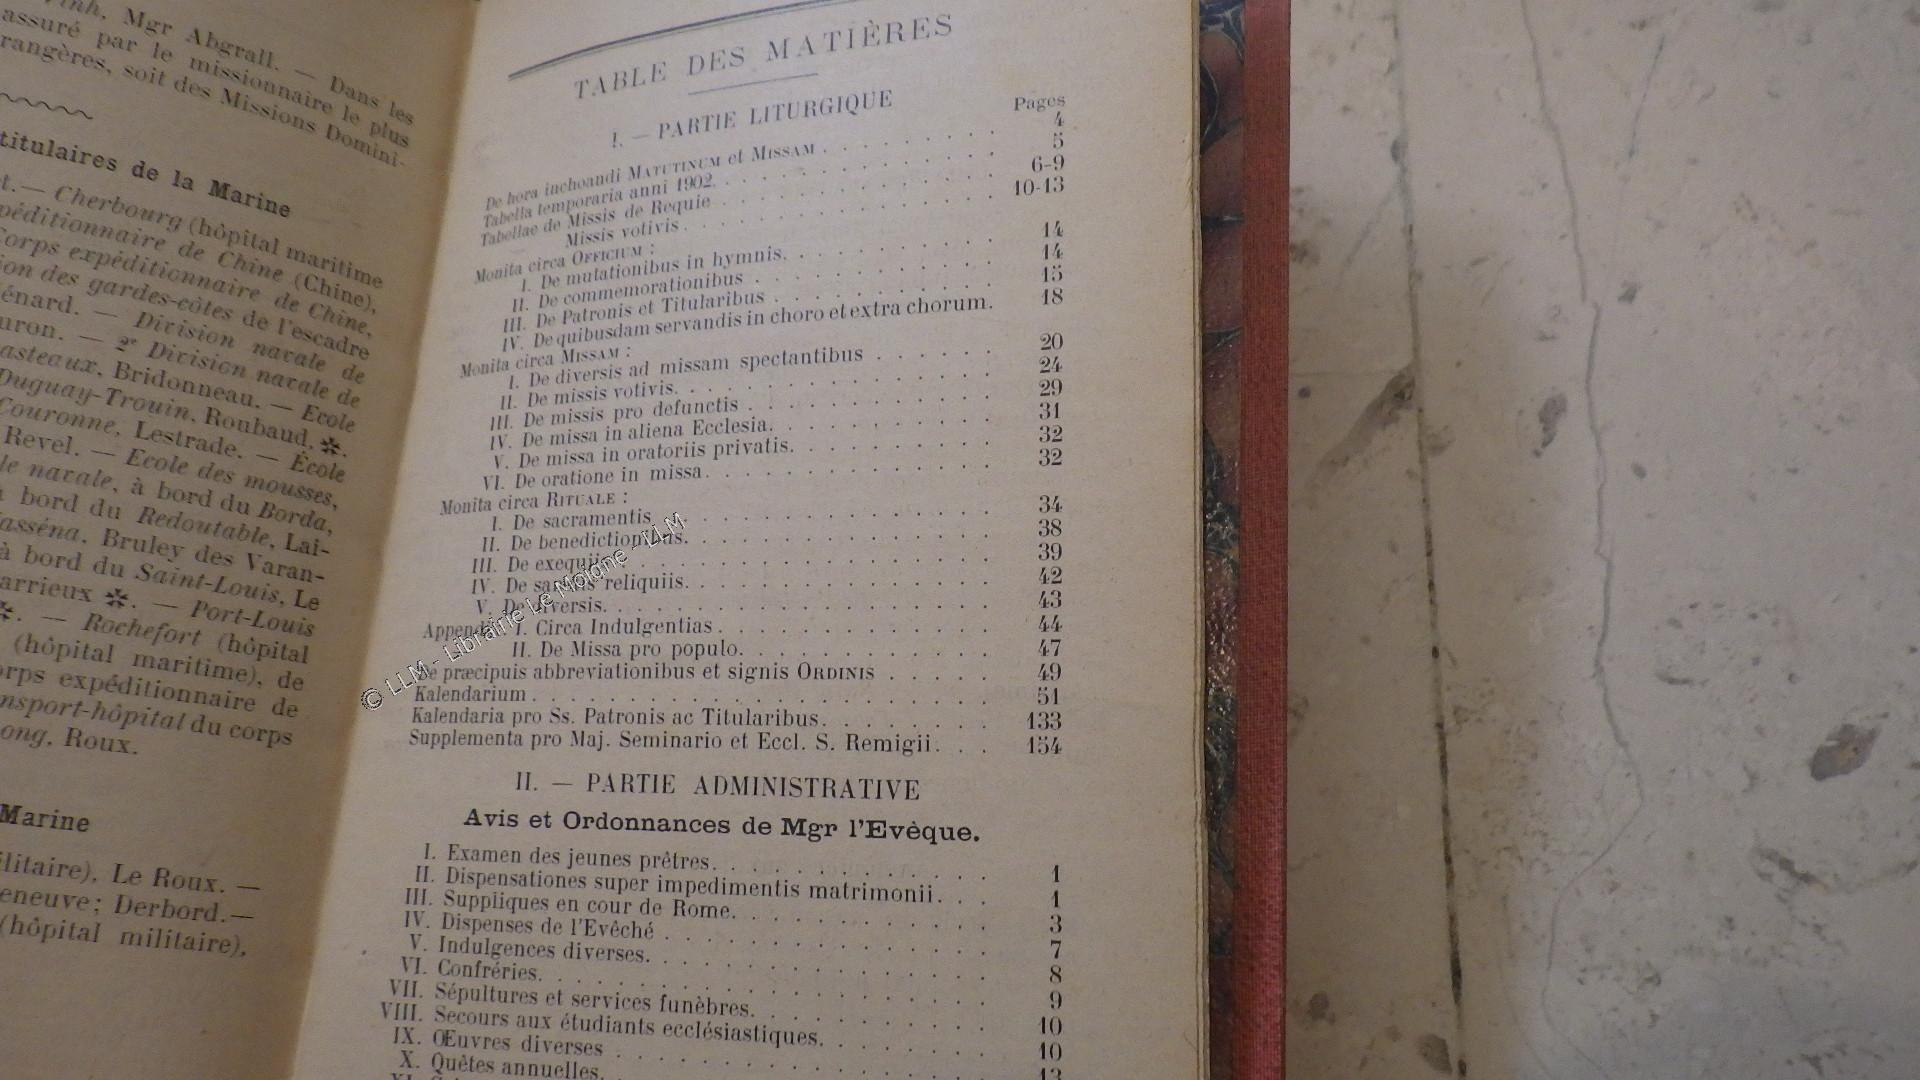 inh, Mgr Abgrall. — Dans les
assuré par le missionnaire le plus
rangères, soit des Missions Domini-
titulaires de la Marine
t. — Cherbourg (hôpital maritime
péditionnaire de Chine (Chine),
Corps expéditionnaire de Chine,
ion des gardes-côtes de l'escadre
énard. — Division navale de
uron. — 2e Division navale de
asteaux, Bridonneau. — Ecole
Duguay-Trouin, Roubaud, ✠.
Couronne, Lestrade. — École
Revel. — Ecole des mousses,
le navale, à bord du Borda,
bord du Redoutable, Lai-
asséna, Bruley des Varan-
à bord du Saint-Louis, Le
arrieux ✠. — Port-Louis
✠. — Rochefort (hôpital
(hôpital maritime), de
orps expéditionnaire de
nsport-hôpital du corps
ong, Roux.
Marine
ilitaire), Le Roux. —
eneuve; Derbord. —
(hôpital militaire),
TABLE DES MATIÈRES
I. — PARTIE LITURGIQUE
Pages
De hora inchoandi MATUTINUM et MISSAM . . . . . . . . 4
Tabella temporaria anni 1902. . . . . . . . . . . . 5
Tabellae de Missis de Requie . . . . . . . . . . . . 6-9
Missis votivis . . . . . . . . . . . . . 10-13
Monita circa OFFICIUM :
I. De mutationibus in hymnis. . . . . . . . . . 14
II. De commemorationibus . . . . . . . . . . . 14
III. De Patronis et Titularibus . . . . . . . . . . 15
IV. De quibusdam servandis in choro et extra chorum. 18
Monita circa MISSAM :
I. De diversis ad missam spectantibus . . . . . . 20
II. De missis votivis. . . . . . . . . . . . . . 24
III. De missis pro defunctis . . . . . . . . . . . 29
IV. De missa in aliena Ecclesia. . . . . . . . . . 31
V. De missa in oratoriis privatis. . . . . . . . . 32
VI. De oratione in missa. . . . . . . . . . . . . 32
Monita circa RITUALE :
I. De sacramentis . . . . . . . . . . . . . . 34
II. De benedictionibus. . . . . . . . . . . . . 38
III. De exequiis . . . . . . . . . . . . . . . 39
IV. De sanctis reliquiis. . . . . . . . . . . . . 42
V. De diversis. . . . . . . . . . . . . . . . 43
Append. I. Circa Indulgentias. . . . . . . . . . . . 44
II. De Missa pro populo. . . . . . . . . . . 47
De præcipuis abbreviationibus et signis ORDINIS . . . . . 49
Kalendarium . . . . . . . . . . . . . . . . . . . 51
Kalendaria pro Ss. Patronis ac Titularibus. . . . . . . 133
Supplementa pro Maj. Seminario et Eccl. S. Remigii. . . 154
II. — PARTIE ADMINISTRATIVE
Avis et Ordonnances de Mgr l'Evèque.
I. Examen des jeunes prêtres. . . . . . . . . . . . 1
II. Dispensationes super impedimentis matrimonii. . . 1
III. Suppliques en cour de Rome. . . . . . . . . . . 3
IV. Dispenses de l'Evêché . . . . . . . . . . . . . 7
V. Indulgences diverses. . . . . . . . . . . . . . 8
VI. Confréries. . . . . . . . . . . . . . . . . . 9
VII. Sépultures et services funèbres. . . . . . . . . . 10
VIII. Secours aux étudiants ecclésiastiques. . . . . . . 10
IX. Œuvres diverses . . . . . . . . . . . . . . . 13
X. Quêtes annuelles.
XI.
© LLM - Librairie Le Moione - LLM